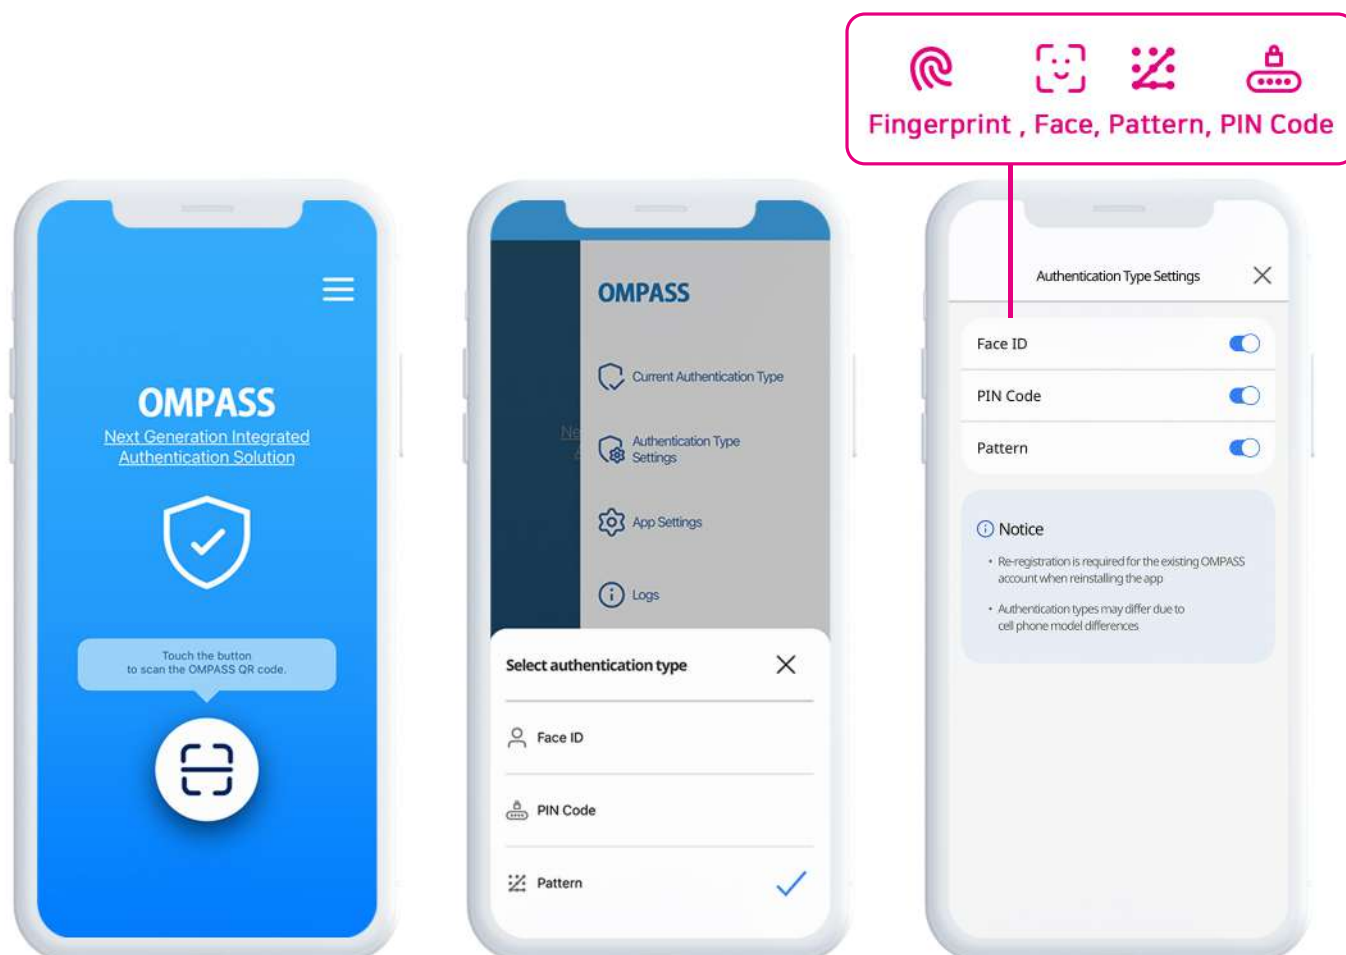 Fingerprint , Face, Pattern, PIN Code
OMPASS
Next Generation Integrated
Authentication Solution
Touch the button
to scan the OMPASS QR code.
OMPASS
Current Authentication Type
Ne
Authentication Type
Settings
App Settings
Logs
Select authentication type
Face ID
PIN Code
Pattern
Authentication Type Settings
Face ID
PIN Code
Pattern
Notice
• Re-registration is required for the existing OMPASS
account when reinstalling the app
• Authentication types may differ due to
cell phone model differences